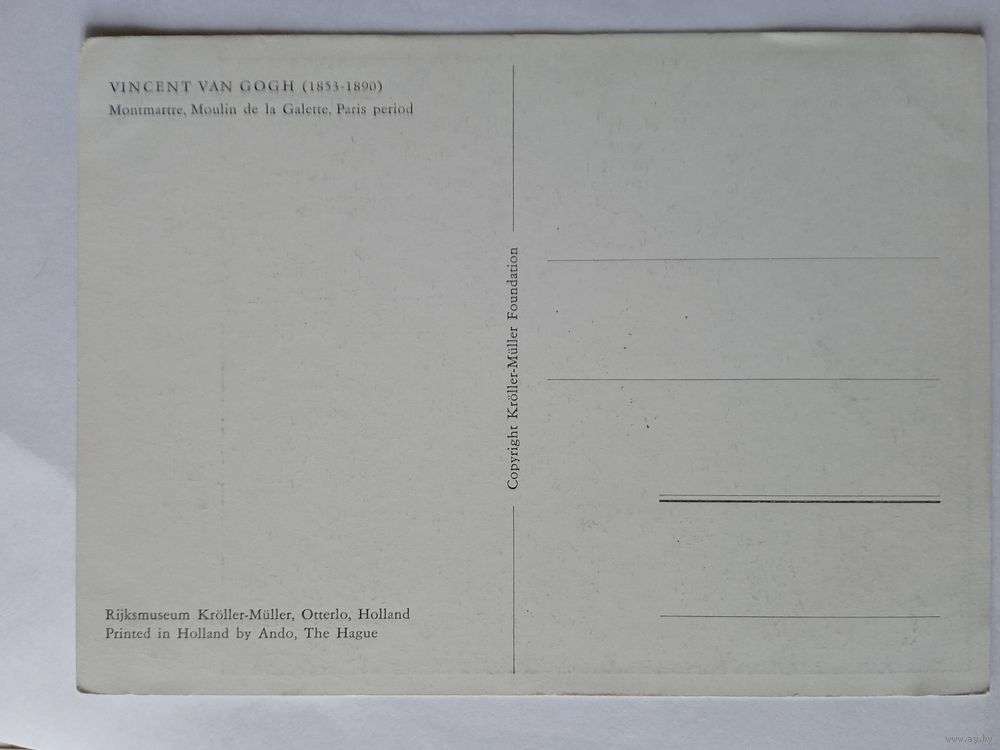 VINCENT VAN GOGH (1853-1890)
Montmartre, Moulin de la Galette, Paris period
Copyright Kröller-Müller Foundation
Rijksmuseum Kröller-Müller, Otterlo, Holland
Printed in Holland by Ando, The Hague
www.ay.by